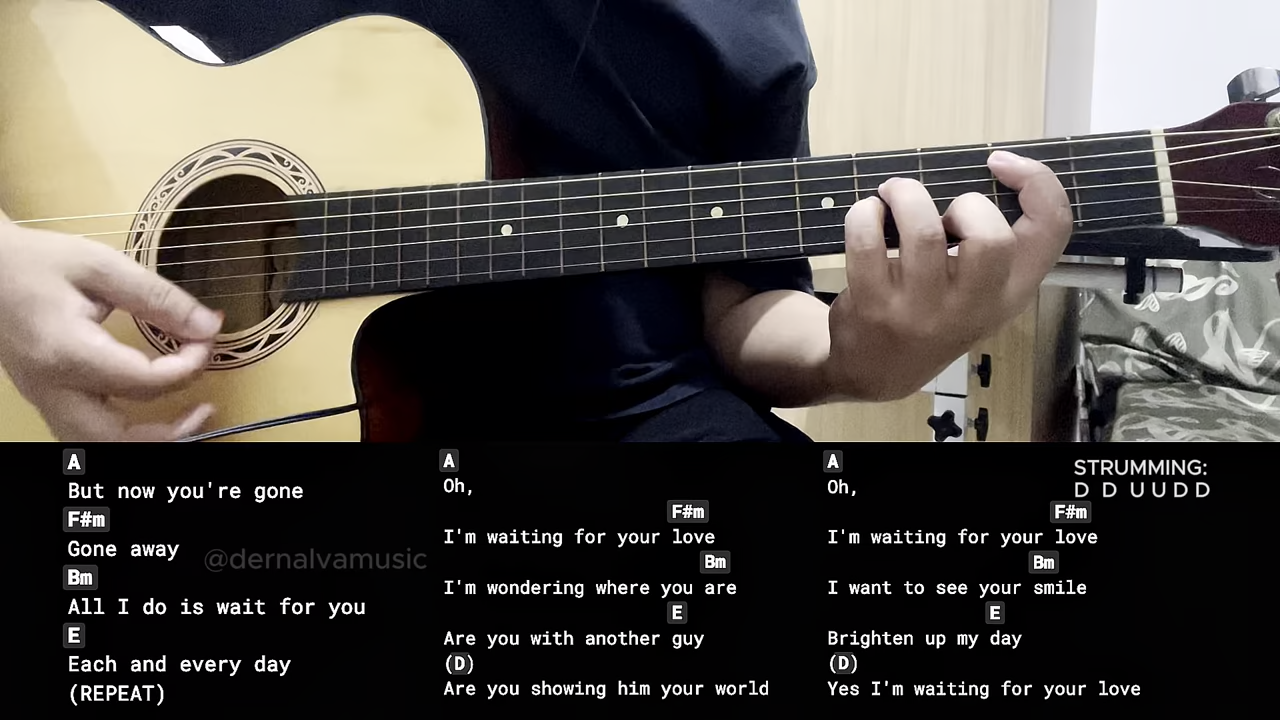 A
But now you're gone
F#m
Gone away
Bm
All I do is wait for you
E
Each and every day
(REPEAT)
@dernalvamusic
A
Oh,
F#m
I'm waiting for your love
Bm
I'm wondering where you are
E
Are you with another guy
(D)
Are you showing him your world
A
Oh,
F#m
I'm waiting for your love
Bm
I want to see your smile
E
Brighten up my day
(D)
Yes I'm waiting for your love
STRUMMING:
D D U U D D